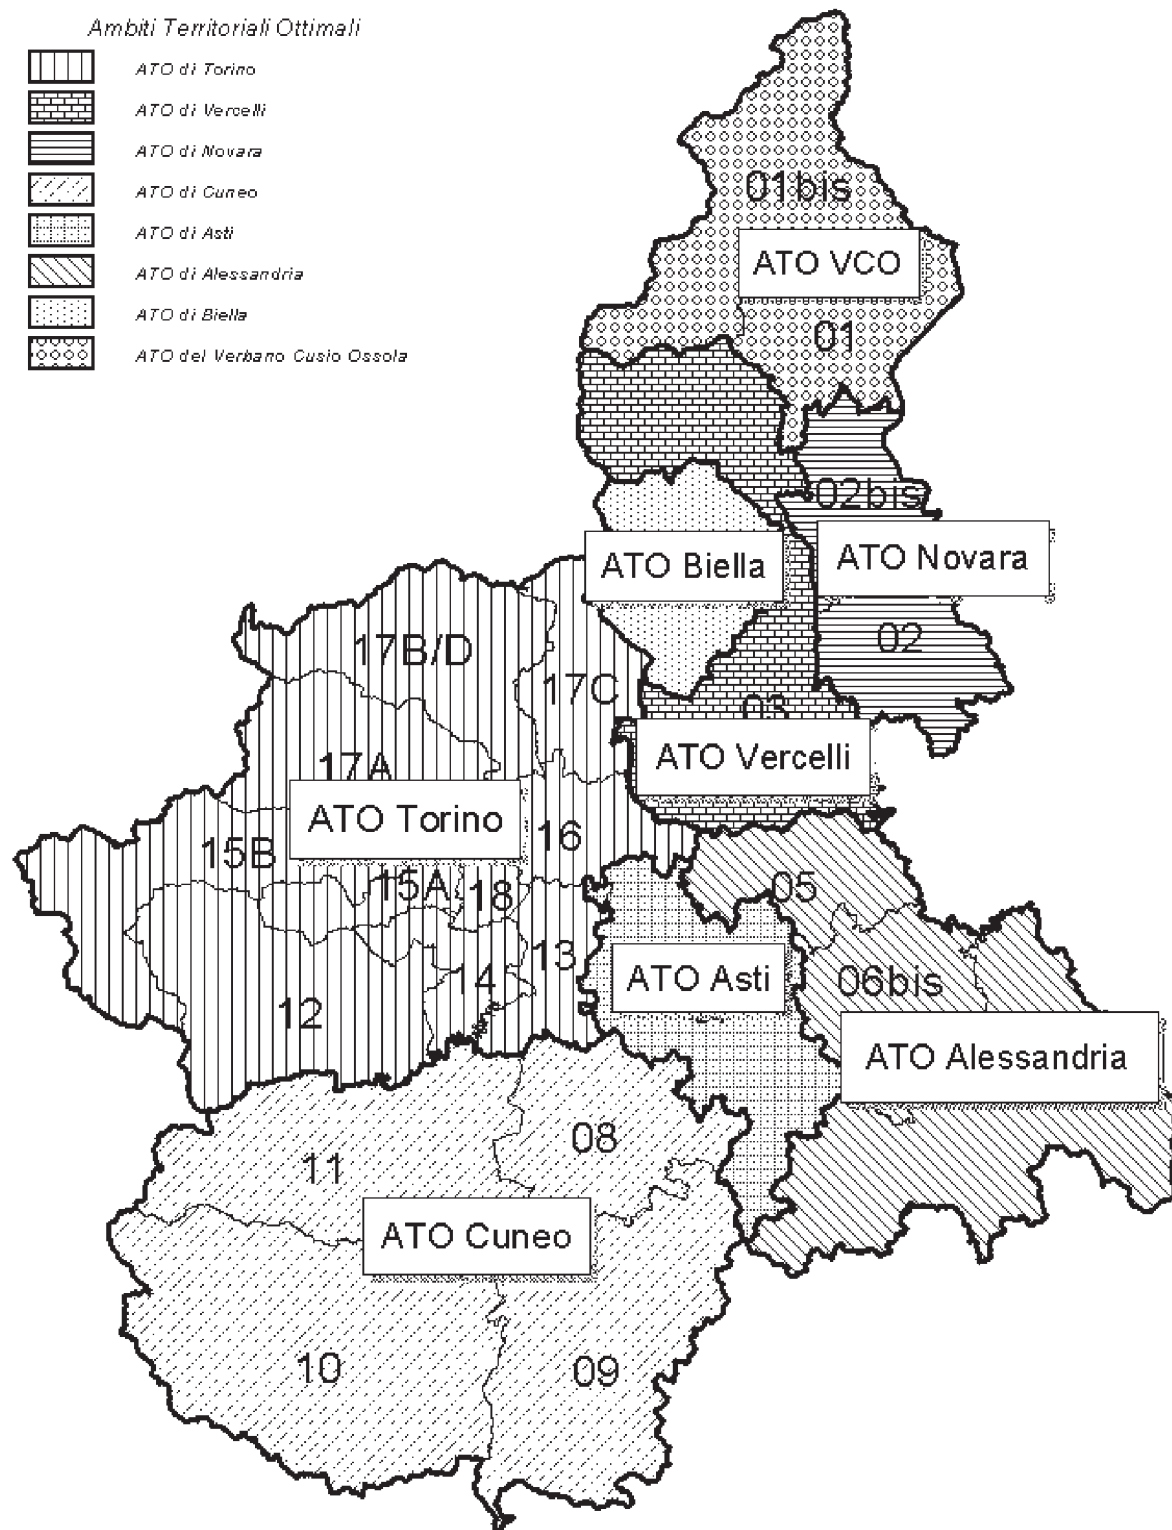 Ambiti Territoriali Ottimali
ATO di Torino
ATO di Vercelli
ATO di Novara
ATO di Cuneo
ATO di Asti
ATO di Alessandria
ATO di Biella
ATO del Verbano Cusio Ossola
01bis
ATO VCO
01
02bis
ATO Biella
ATO Novara
02
17B/D
17C
03
ATO Vercelli
17A
ATO Torino
16
15B
15A
18
05
13
14
ATO Asti
06bis
12
ATO Alessandria
08
11
ATO Cuneo
10
09